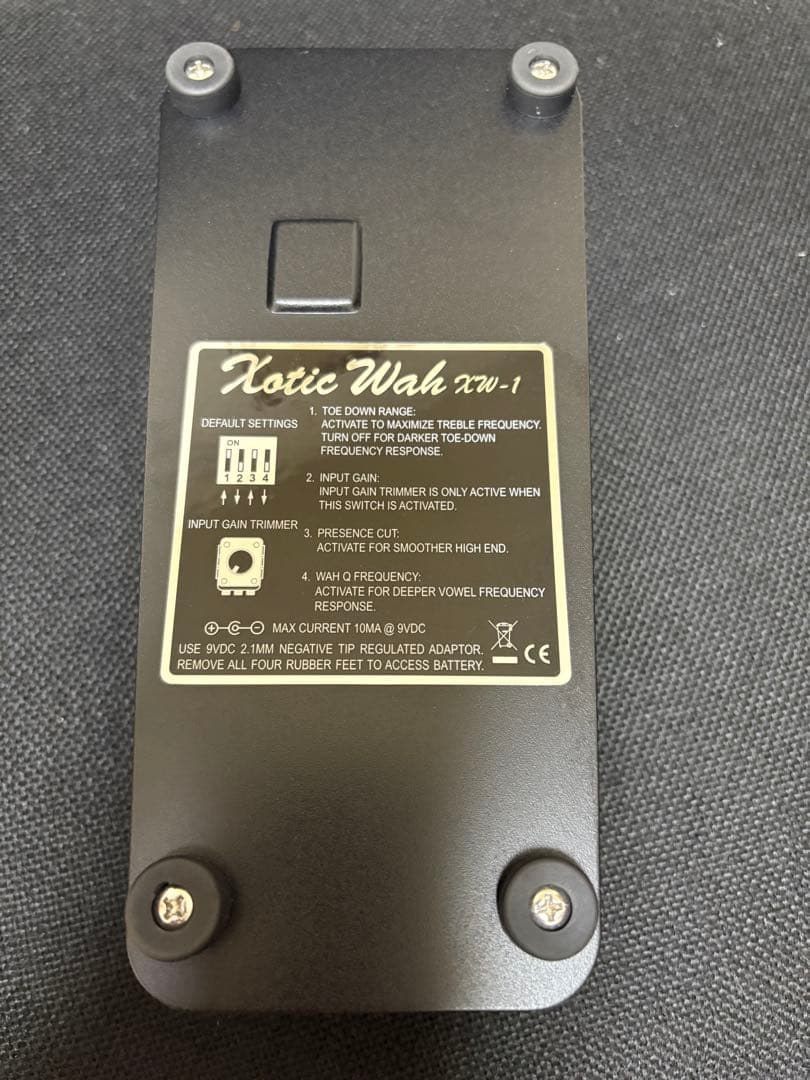 Xotic Wah XW-1
DEFAULT SETTINGS
ON
1 2 3 4
INPUT GAIN TRIMMER
1. TOE DOWN RANGE:
ACTIVATE TO MAXIMIZE TREBLE FREQUENCY.
TURN OFF FOR DARKER TOE-DOWN
FREQUENCY RESPONSE.
2. INPUT GAIN:
INPUT GAIN TRIMMER IS ONLY ACTIVE WHEN
THIS SWITCH IS ACTIVATED.
3. PRESENCE CUT:
ACTIVATE FOR SMOOTHER HIGH END.
4. WAH Q FREQUENCY:
ACTIVATE FOR DEEPER VOWEL FREQUENCY
RESPONSE.
MAX CURRENT 10MA @ 9VDC
USE 9VDC 2.1MM NEGATIVE TIP REGULATED ADAPTOR.
REMOVE ALL FOUR RUBBER FEET TO ACCESS BATTERY.
CE